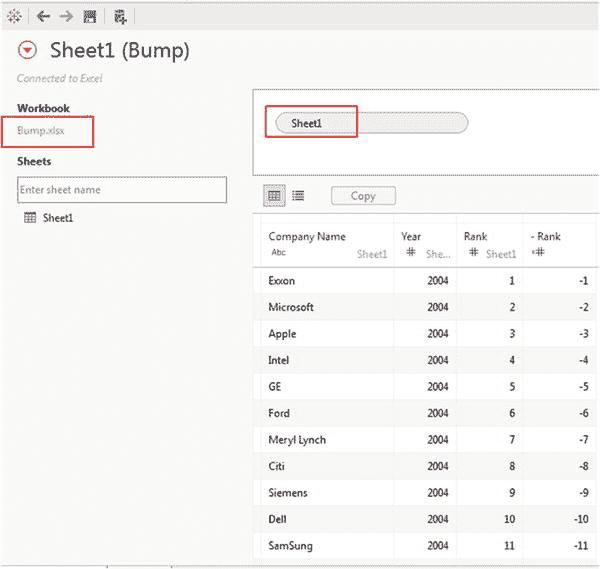 Sheet1 (Bump)
Connected to Excel
Workbook
Bump.xlsx
Sheets
Enter sheet name
Sheet1
Sheet1
Copy
Company Name Year Rank - Rank
Abc Sheet1 # She... # Sheet1 =#
Exxon 2004 1 -1
Microsoft 2004 2 -2
Apple 2004 3 -3
Intel 2004 4 -4
GE 2004 5 -5
Ford 2004 6 -6
Meryl Lynch 2004 7 -7
Citi 2004 8 -8
Siemens 2004 9 -9
Dell 2004 10 -10
SamSung 2004 11 -11